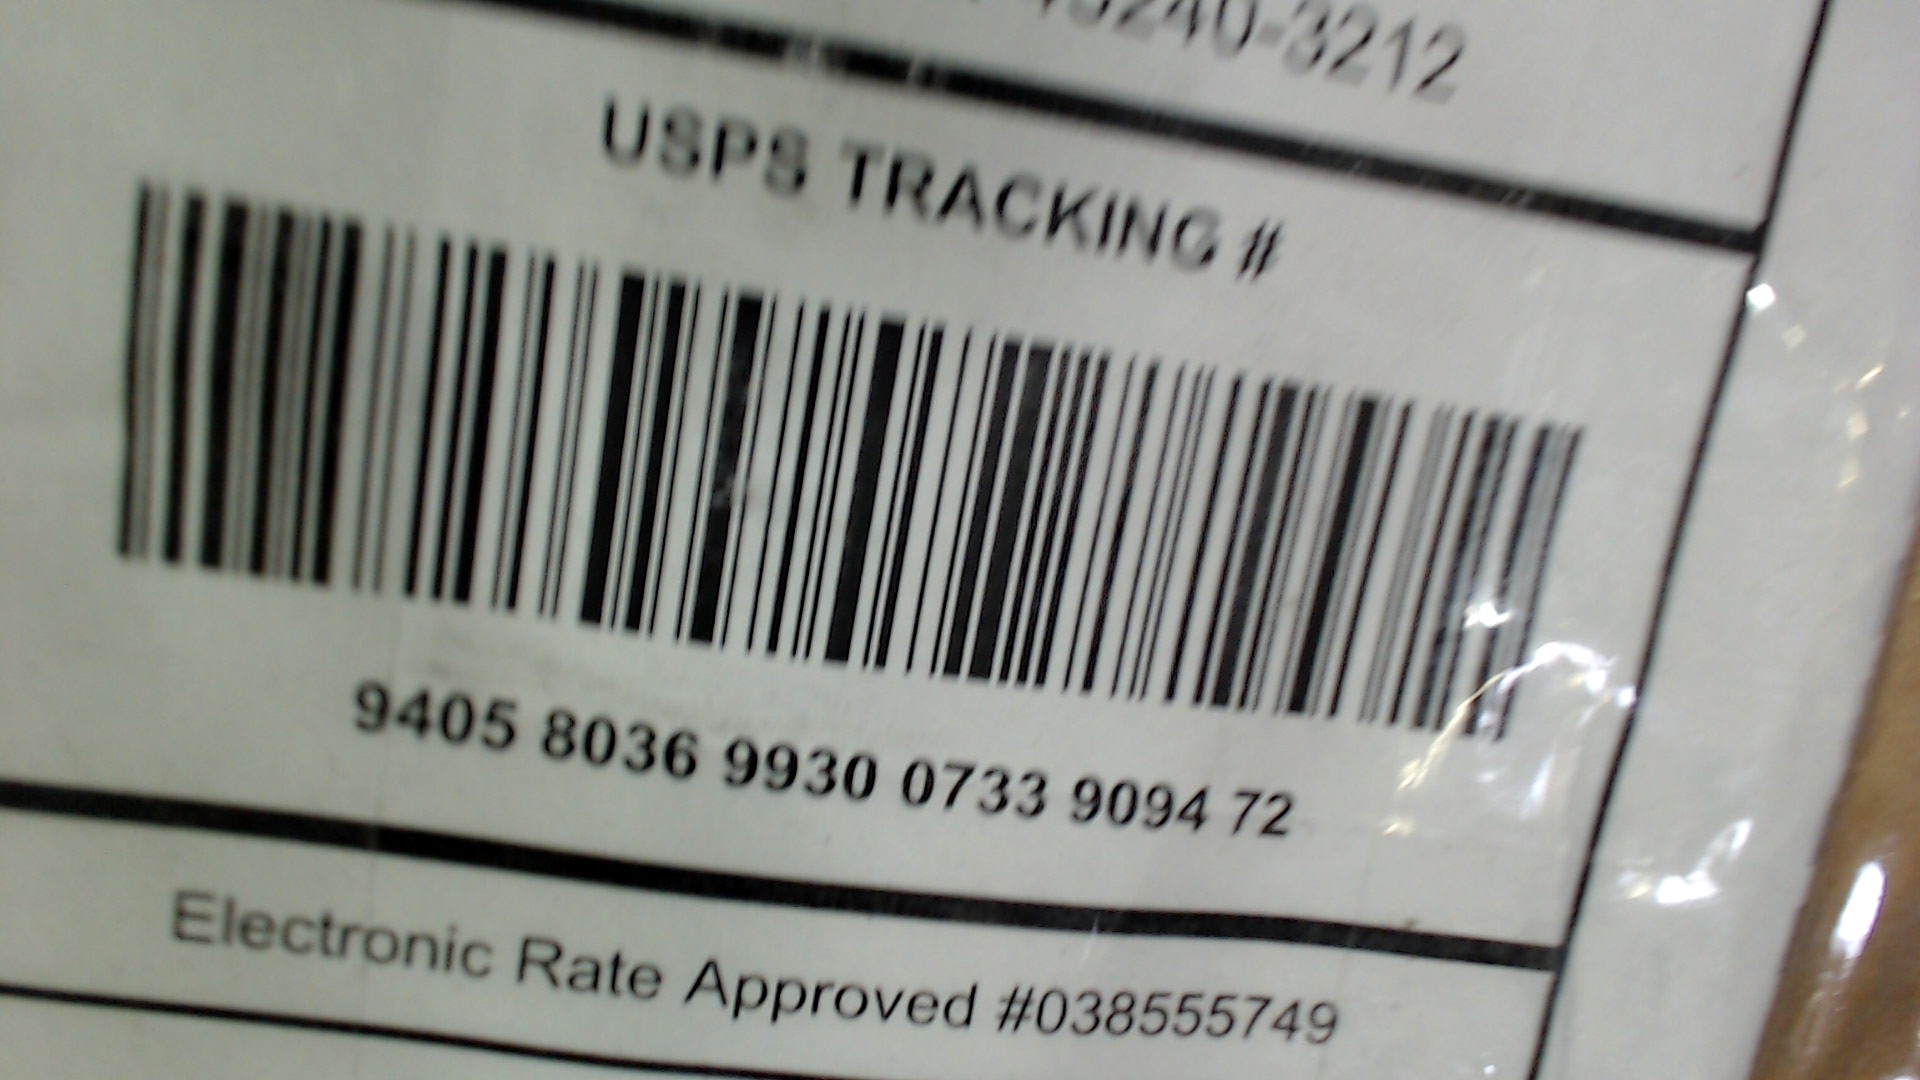 USPS TRACKING #
9405 8036 9930 0733 9094 72
Electronic Rate Approved #038555749